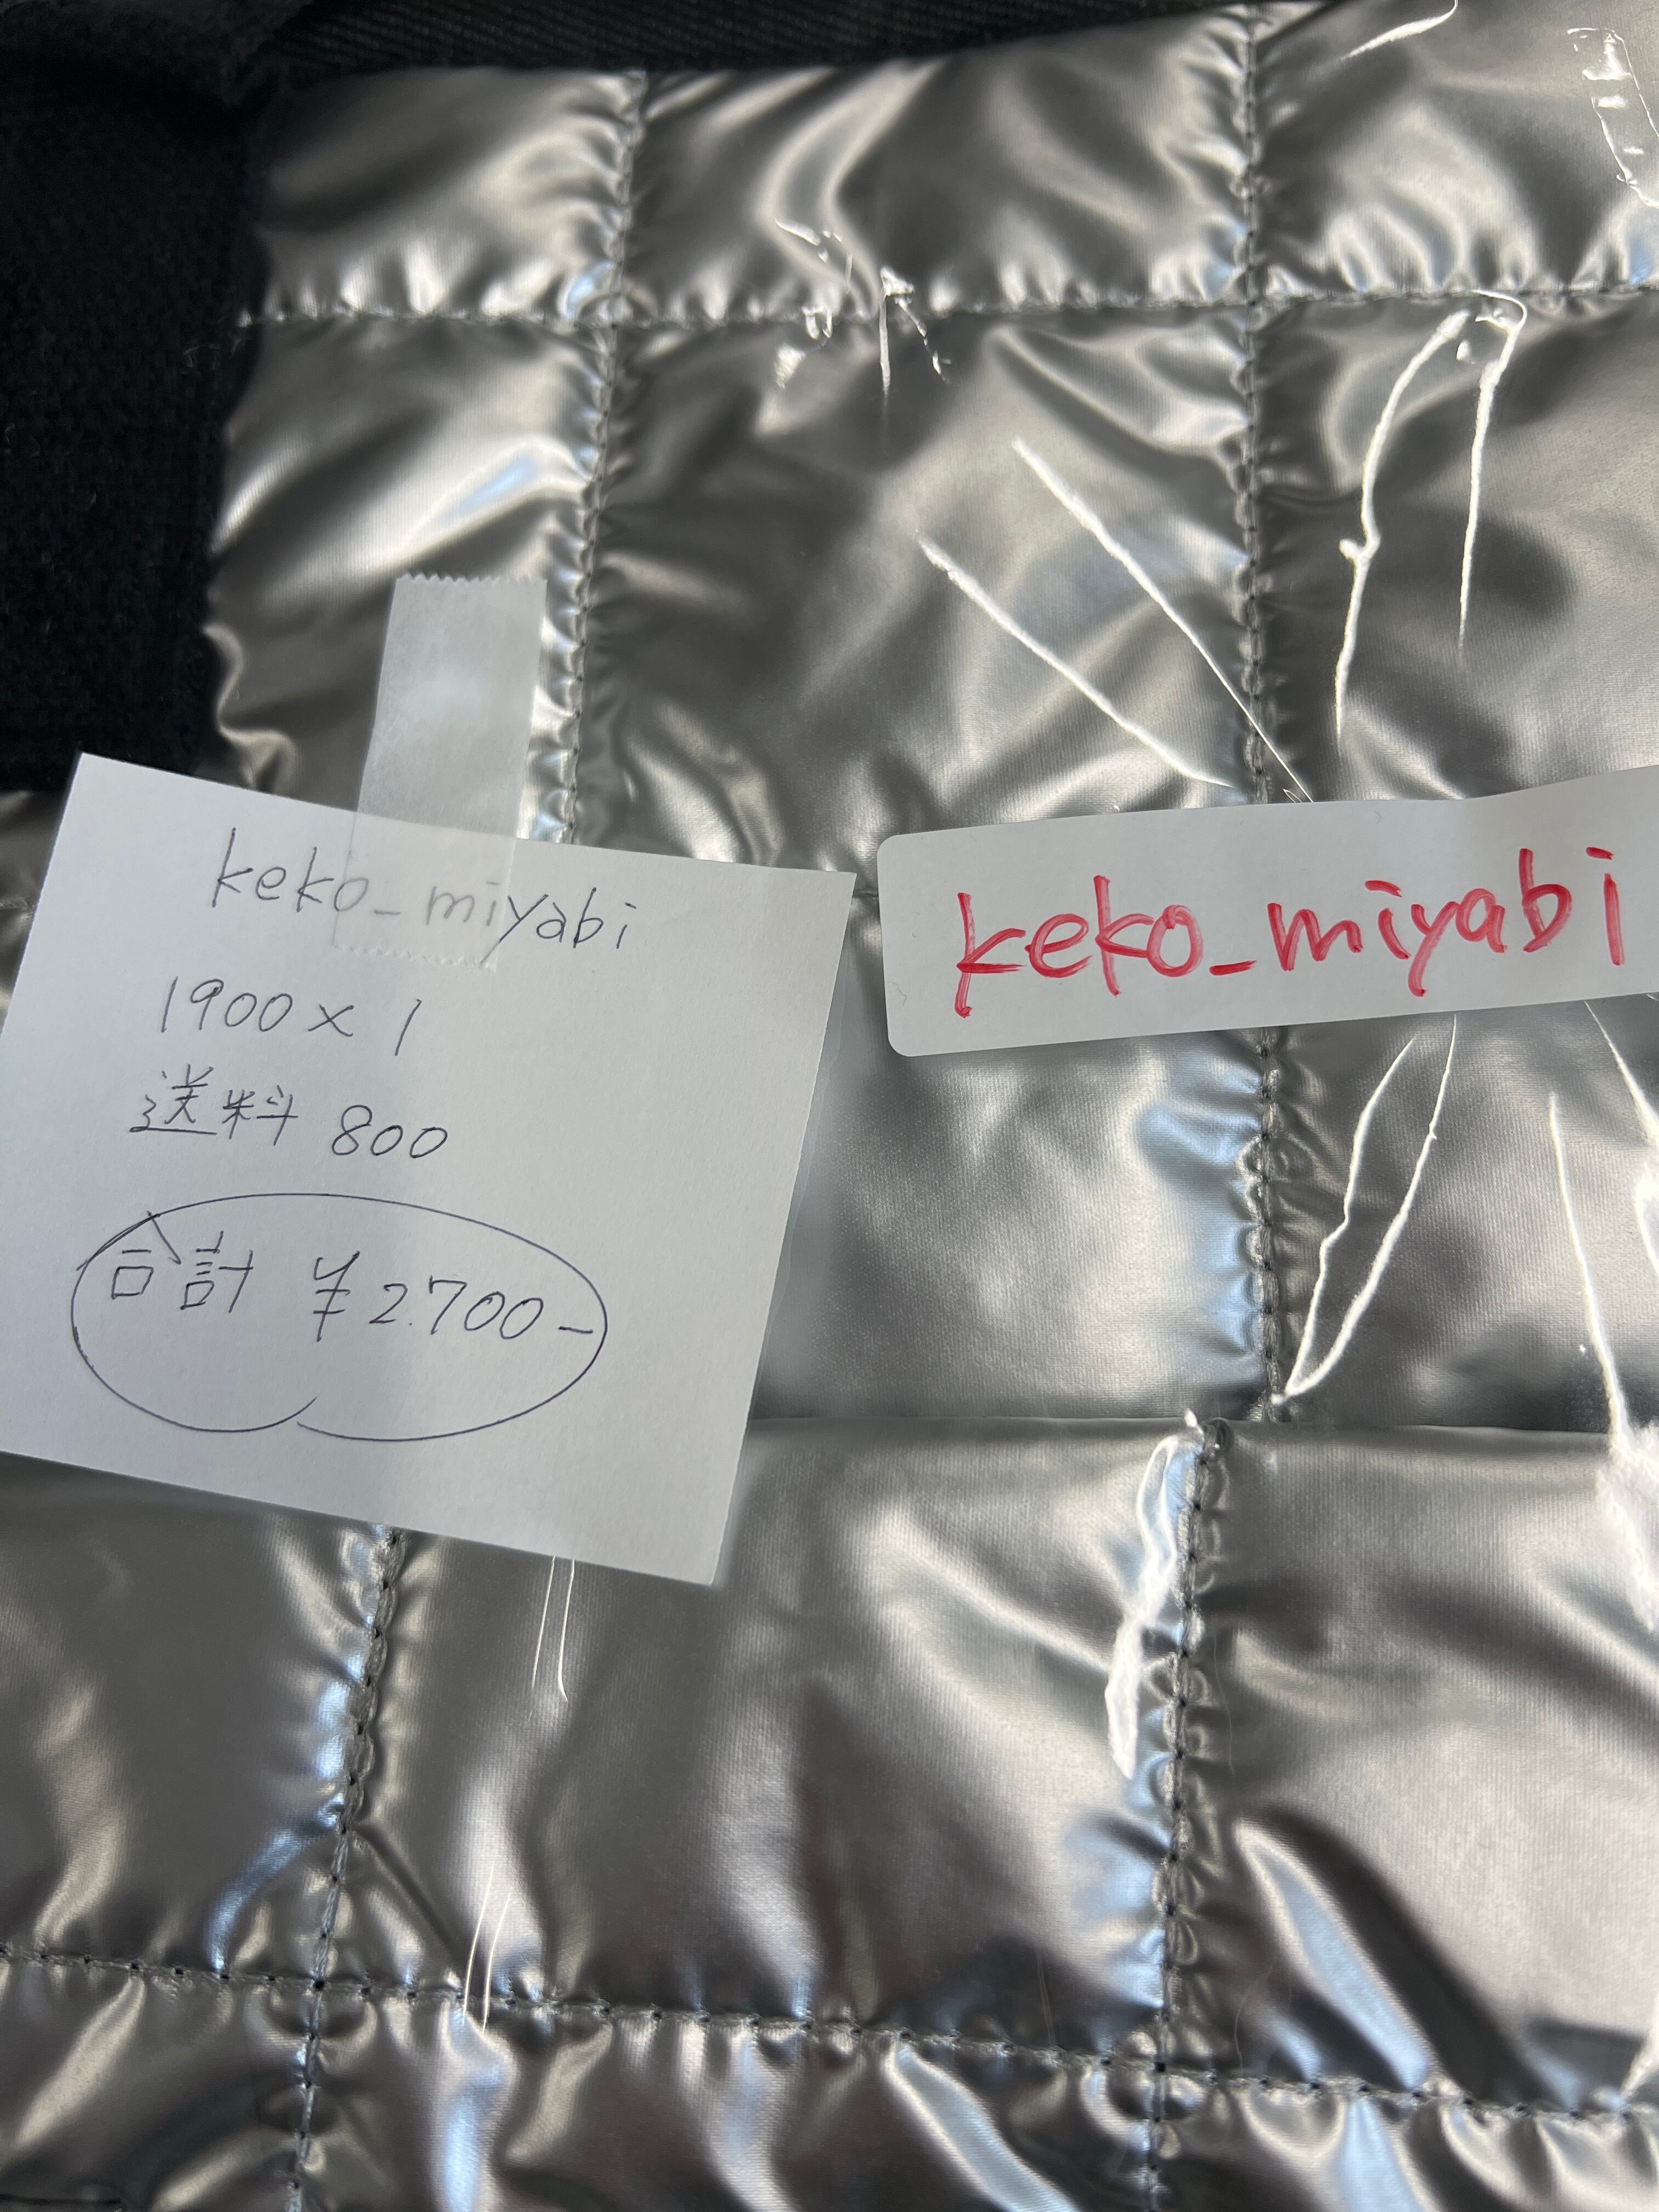 keko_miyabi
1900×1
送料 800
合計 ¥2.700-
keko_miyabi